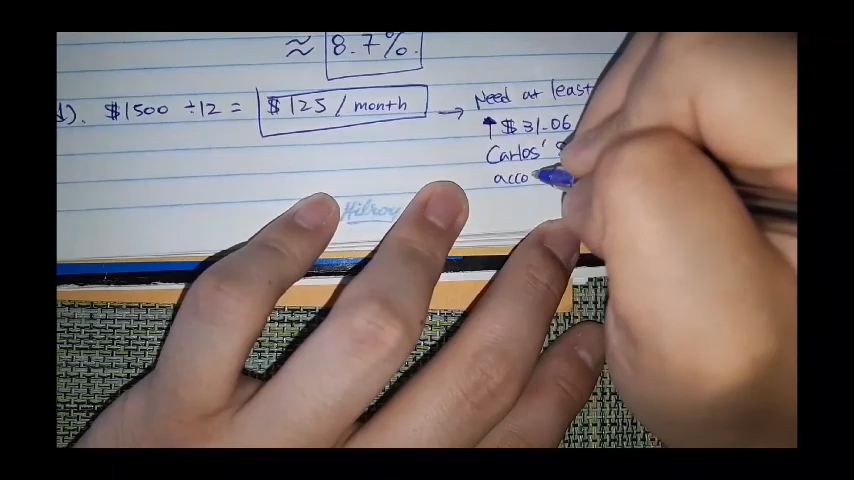 ≈ 8.7%.
d). $1500 ÷12 = $125/month → Need at least
↑ $31.06
Carlos'
acco
Hilroy